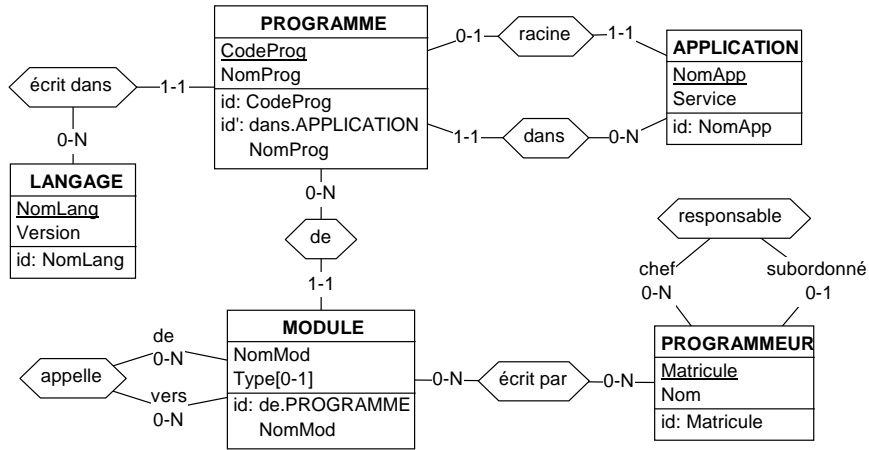 PROGRAMME
CodeProg
NomProg
id: CodeProg
id': dans.APPLICATION
NomProg
0-1
racine
1-1
APPLICATION
NomApp
Service
id: NomApp
1-1
dans
0-N
écrit dans
1-1
0-N
LANGAGE
NomLang
Version
id: NomLang
0-N
de
1-1
responsable
chef
0-N
subordonné
0-1
MODULE
NomMod
Type[0-1]
id: de.PROGRAMME
NomMod
de
0-N
appelle
vers
0-N
0-N
écrit par
0-N
PROGRAMMEUR
Matricule
Nom
id: Matricule